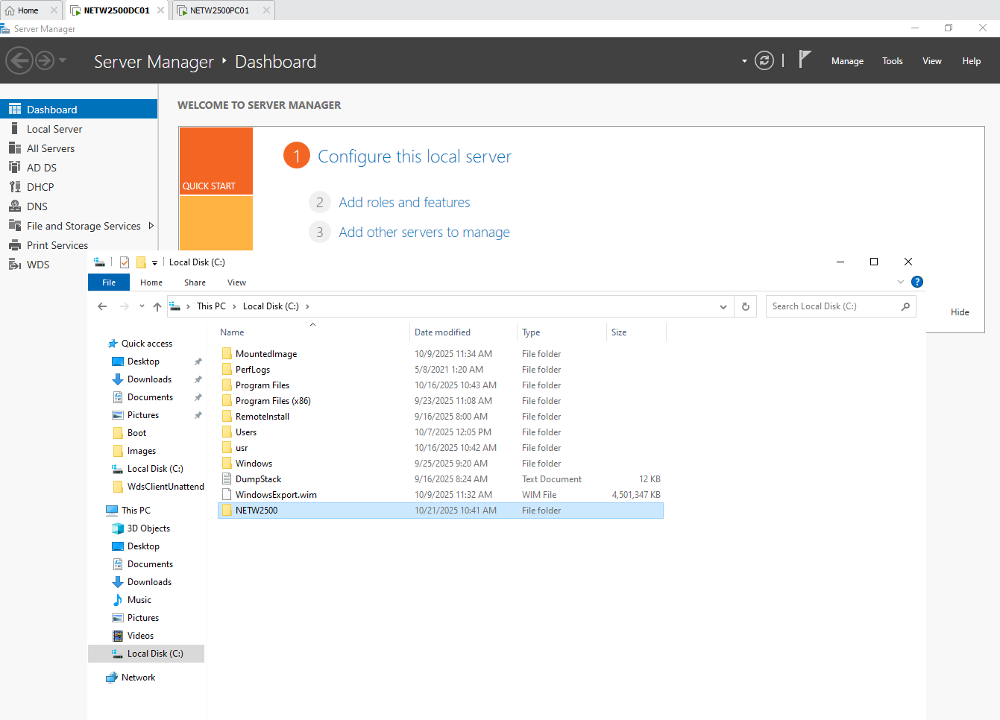 Home
NETW2500DC01
NETW2500PC01
Server Manager
Server Manager Dashboard
Manage Tools View Help
Dashboard
Local Server
All Servers
AD DS
DHCP
DNS
File and Storage Services
Print Services
WDS
WELCOME TO SERVER MANAGER
QUICK START
1 Configure this local server
2 Add roles and features
3 Add other servers to manage
Hide
Local Disk (C:)
File Home Share View
?
This PC Local Disk (C:)
Search Local Disk (C:)
Quick access
Desktop
Downloads
Documents
Pictures
Boot
Images
Local Disk (C:)
WdsClientUnattend
This PC
3D Objects
Desktop
Documents
Downloads
Music
Pictures
Videos
Local Disk (C:)
Network
Name Date modified Type Size
MountedImage 10/9/2025 11:34 AM File folder
PerfLogs 5/8/2021 1:20 AM File folder
Program Files 10/16/2025 10:43 AM File folder
Program Files (x86) 9/23/2025 11:08 AM File folder
RemoteInstall 9/16/2025 8:00 AM File folder
Users 10/7/2025 12:05 PM File folder
usr 10/16/2025 10:42 AM File folder
Windows 9/25/2025 9:20 AM File folder
DumpStack 9/16/2025 8:24 AM Text Document 12 KB
WindowsExport.wim 10/9/2025 11:32 AM WIM File 4,501,347 KB
NETW2500 10/21/2025 10:41 AM File folder